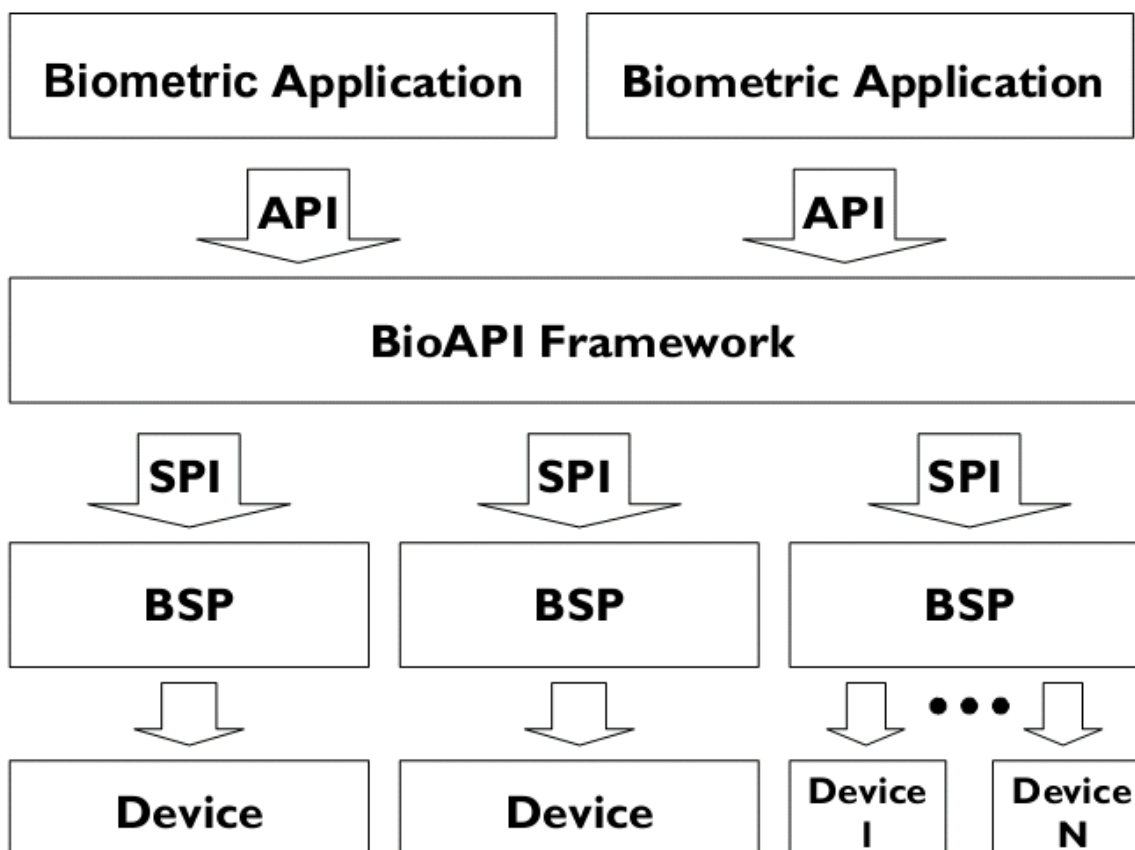 Biometric Application
Biometric Application
API
API
BioAPI Framework
SPI
SPI
SPI
BSP
BSP
BSP
Device
Device
Device
I
Device
N